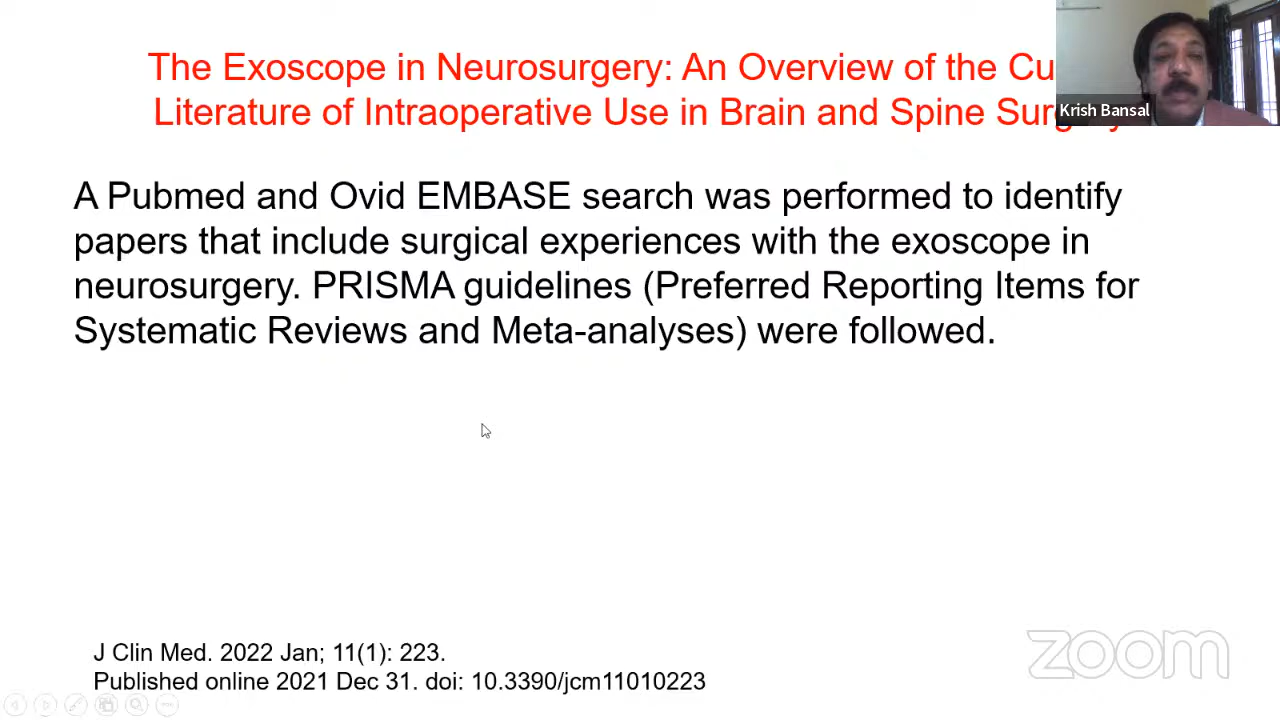 The Exoscope in Neurosurgery: An Overview of the
Literature of Intraoperative Use in Brain and Spine
Krish Bansal
A Pubmed and Ovid EMBASE search was performed to identify
papers that include surgical experiences with the exoscope in
neurosurgery. PRISMA guidelines (Preferred Reporting Items for
Systematic Reviews and Meta-analyses) were followed.
J Clin Med. 2022 Jan; 11(1): 223.
Published online 2021 Dec 31. doi: 10.3390/jcm11010223
zoom